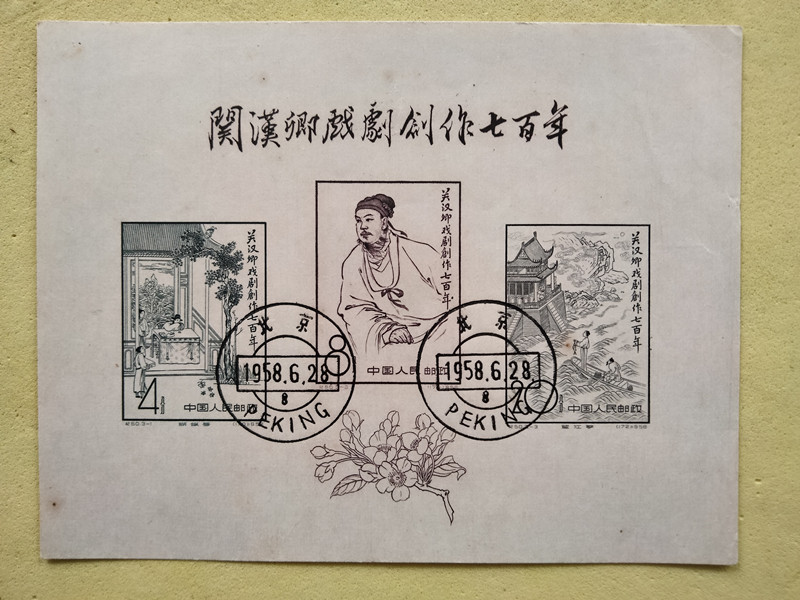 關漢卿戲劇創作七百年
关汉卿戏剧創作七百年
4
中国人民邮政
关汉卿戏剧創作七百年
8
中国人民邮政
关汉卿戏剧創作七百年
20
中国人民邮政
北京
1958.6.28
8
PEKING
北京
1958.6.28
8
PEKING